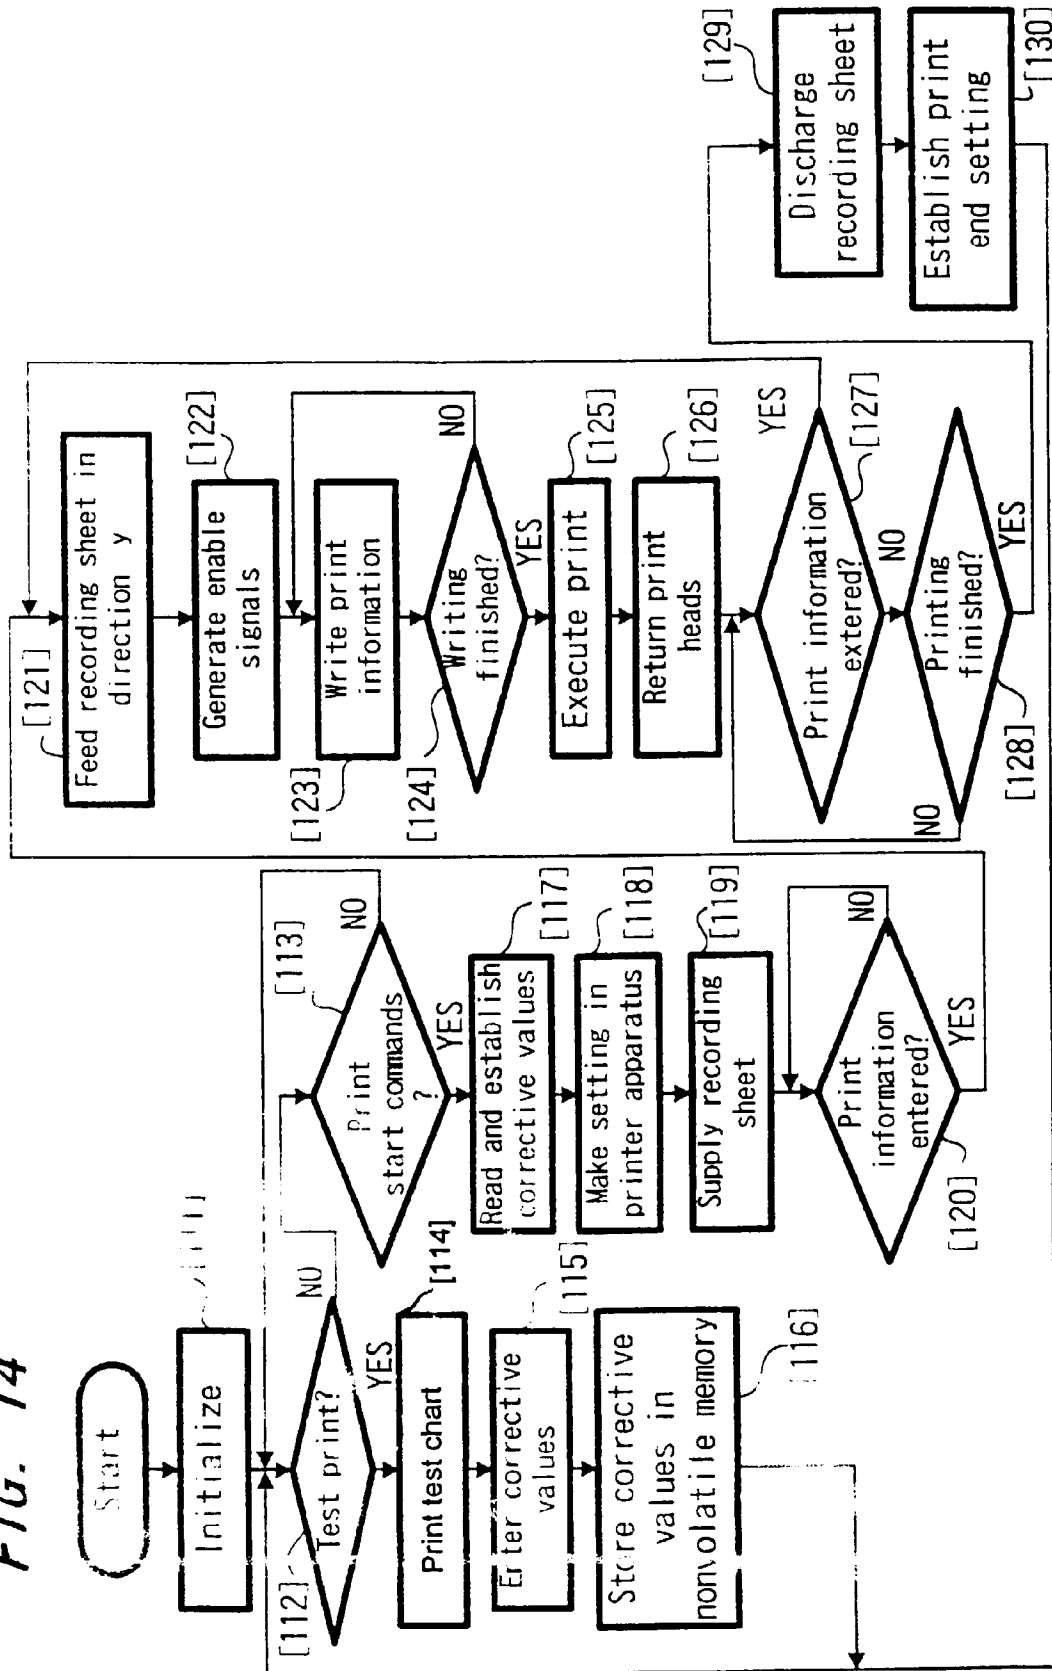 FIG. 14
Start
Initialize
[112]
Test print?
NO
YES
[114]
Print test chart
[115]
Enter corrective
values
Store corrective
values in
nonvolatile memory
[116]
[113]
Print
start commands
?
NO
YES
[117]
Read and establish
corrective values
[118]
Make setting in
printer apparatus
[119]
Supply recording
sheet
Print
information
entered?
NO
YES
[120]
[121]
Feed recording sheet in
direction y
[122]
Generate enable
signals
Write print
information
[123]
[124]
Writing
finished?
NO
YES
[125]
Execute print
[126]
Return print
heads
Print information
extered?
YES
[127]
NO
Printing
finished?
NO
YES
[128]
[129]
Discharge
recording sheet
Establish print
end setting
[130]